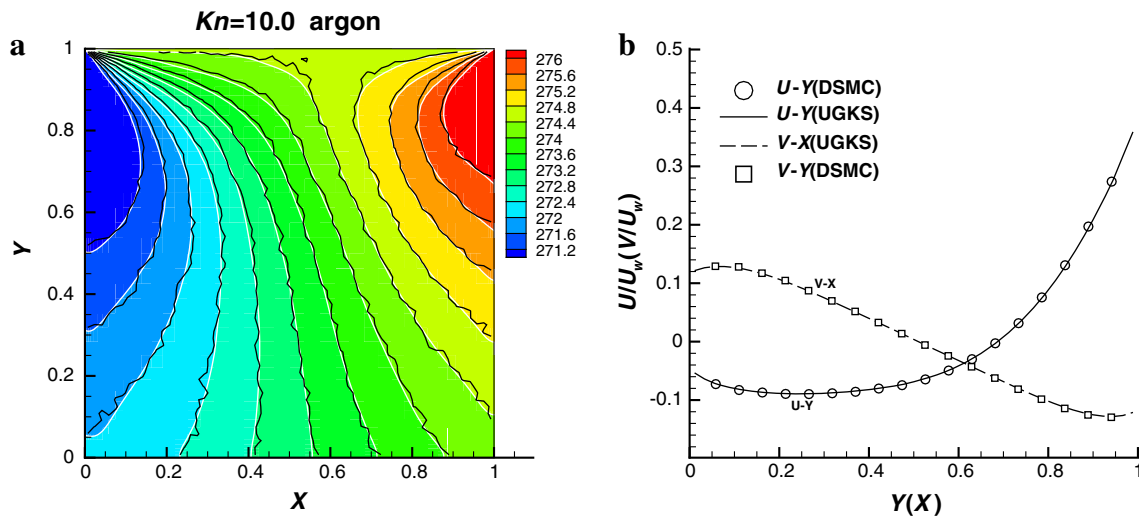 Kn=10.0 argon
a
1
0.8
0.6
0.4
0.2
0
Y
0
0.2
0.4
0.6
0.8
1
X
276
275.6
275.2
274.8
274.4
274
273.6
273.2
272.8
272.4
272
271.6
271.2
b
0.5
0.4
0.3
0.2
0.1
0
-0.1
U/Uw(V/Uw)
U-Y(DSMC)
U-Y(UGKS)
V-X(UGKS)
V-Y(DSMC)
V-X
U-Y
0
0.2
0.4
0.6
0.8
1
Y(X)